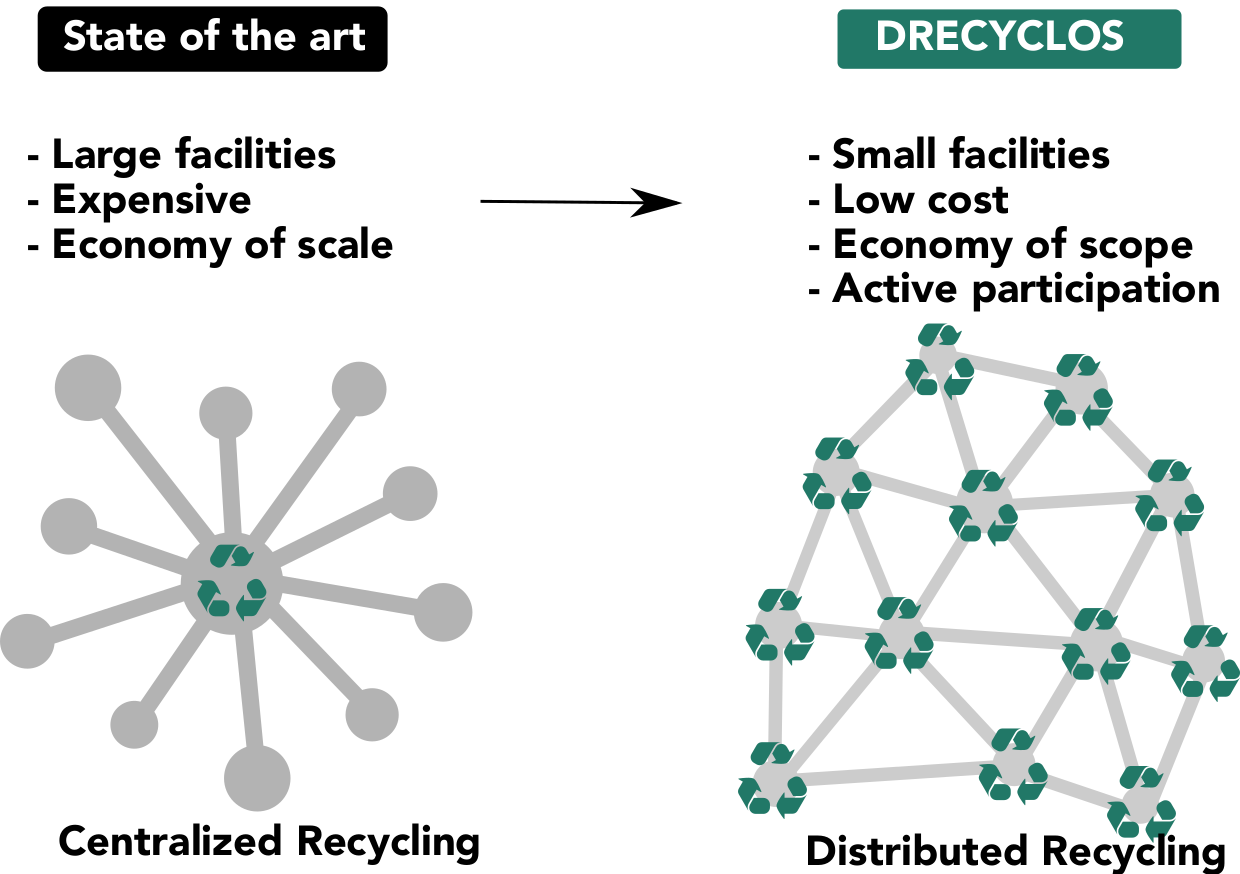 State of the art
- Large facilities
- Expensive
- Economy of scale
Centralized Recycling
DRECYCLOS
- Small facilities
- Low cost
- Economy of scope
- Active participation
Distributed Recycling